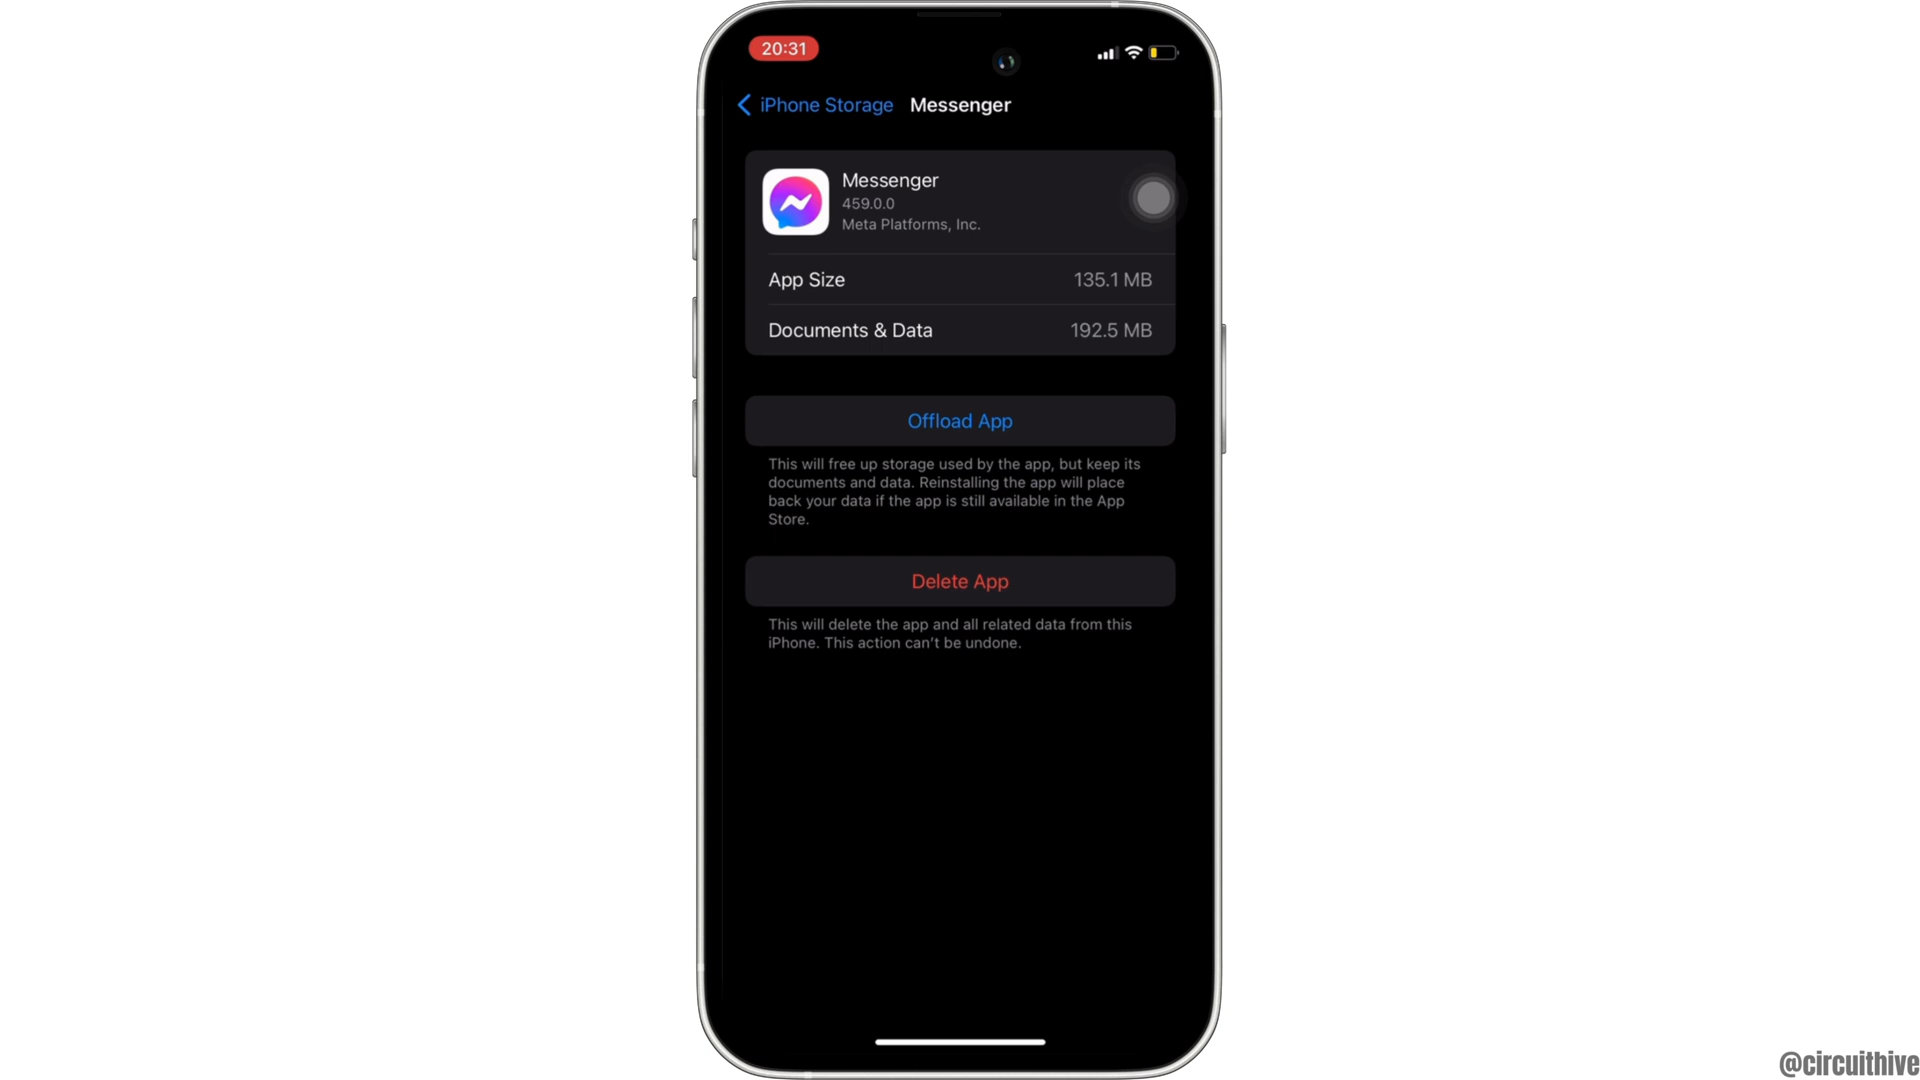 20:31
iPhone Storage Messenger
Messenger
459.0.0
Meta Platforms, Inc.
App Size 135.1 MB
Documents & Data 192.5 MB
Offload App
This will free up storage used by the app, but keep its
documents and data. Reinstalling the app will place
back your data if the app is still available in the App
Store.
Delete App
This will delete the app and all related data from this
iPhone. This action can’t be undone.
@circuithive